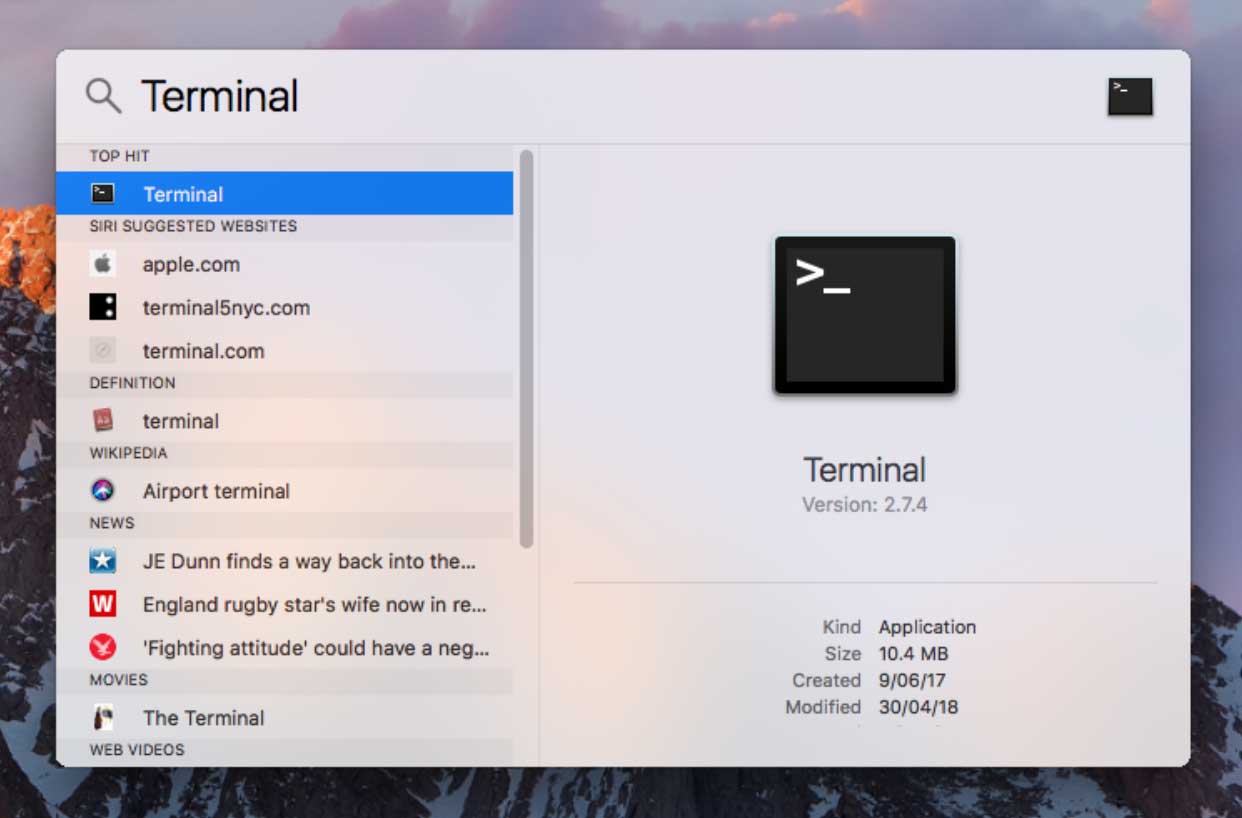 Terminal
TOP HIT
Terminal
SIRI SUGGESTED WEBSITES
apple.com
terminal5nyc.com
terminal.com
DEFINITION
terminal
WIKIPEDIA
Airport terminal
NEWS
JE Dunn finds a way back into the...
England rugby star's wife now in re...
'Fighting attitude' could have a neg...
MOVIES
The Terminal
WEB VIDEOS
>_
Terminal
Version: 2.7.4
Kind Application
Size 10.4 MB
Created 9/06/17
Modified 30/04/18